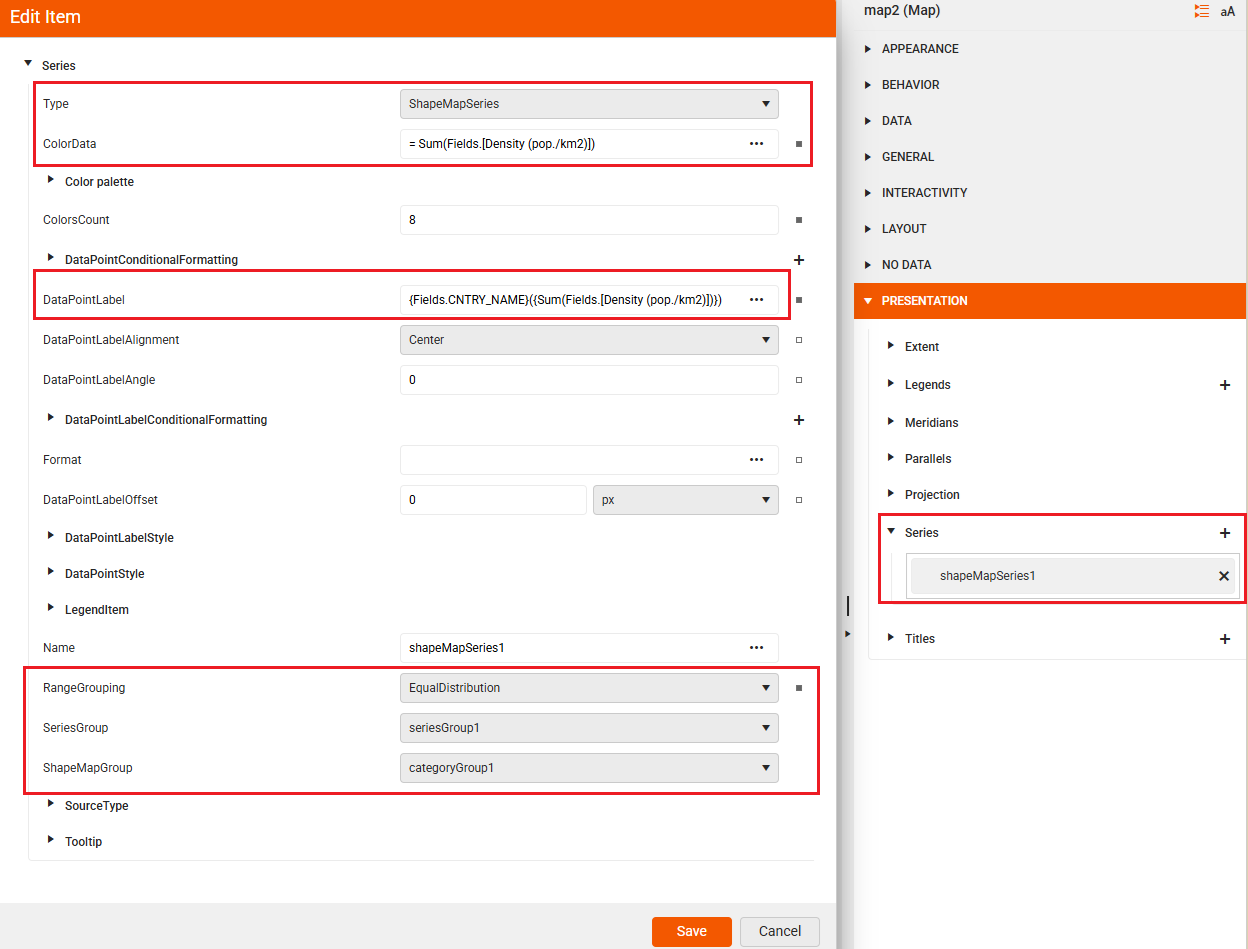 Edit Item
Series
Type
ShapeMapSeries
ColorData
= Sum(Fields.[Density (pop./km2)])
Color palette
ColorsCount
8
DataPointConditionalFormatting
DataPointLabel
{Fields.CNTRY_NAME}({Sum(Fields.[Density (pop./km2)])})
DataPointLabelAlignment
Center
DataPointLabelAngle
0
DataPointLabelConditionalFormatting
Format
DataPointLabelOffset
0
px
DataPointLabelStyle
DataPointStyle
LegendItem
Name
shapeMapSeries1
RangeGrouping
EqualDistribution
SeriesGroup
seriesGroup1
ShapeMapGroup
categoryGroup1
SourceType
Tooltip
Save
Cancel
map2 (Map)
aA
APPEARANCE
BEHAVIOR
DATA
GENERAL
INTERACTIVITY
LAYOUT
NO DATA
PRESENTATION
Extent
Legends
Meridians
Parallels
Projection
Series
shapeMapSeries1
Titles